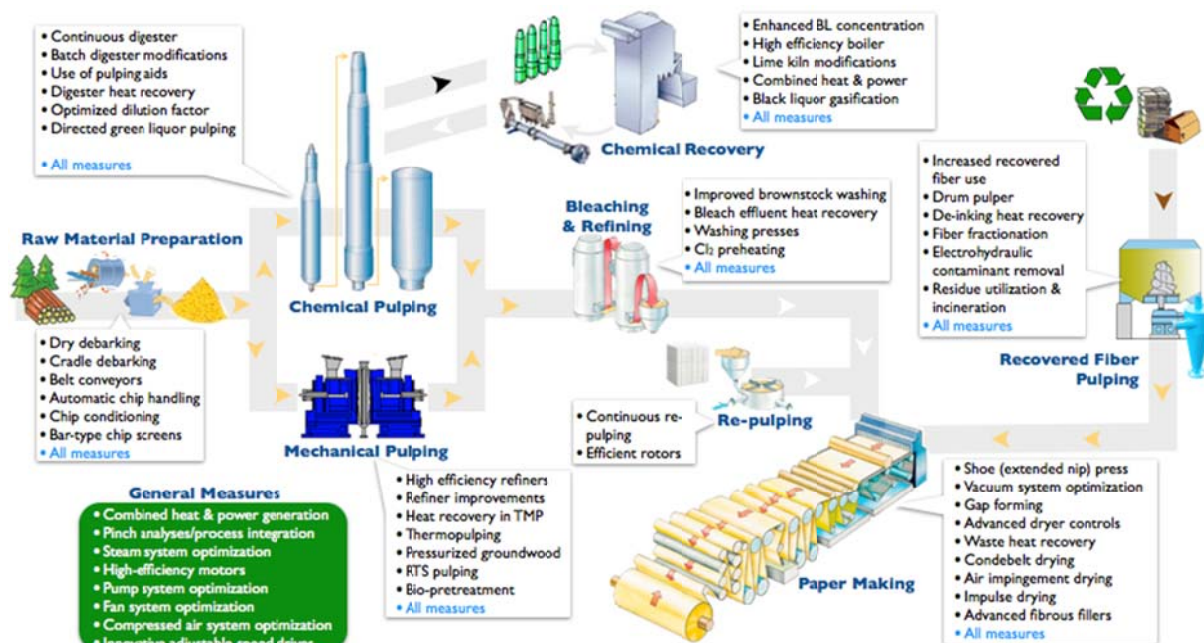 • Continuous digester
• Batch digester modifications
• Use of pulping aids
• Digester heat recovery
• Optimized dilution factor
• Directed green liquor pulping
• All measures
• Enhanced BL concentration
• High efficiency boiler
• Lime kiln modifications
• Combined heat & power
• Black liquor gasification
• All measures
Chemical Recovery
• Increased recovered
fiber use
• Drum pulper
• De-inking heat recovery
• Fiber fractionation
• Electrohydraulic
contaminant removal
• Residue utilization &
incineration
• All measures
Bleaching
& Refining
• Improved brownstock washing
• Bleach effluent heat recovery
• Washing presses
• Cl₂ preheating
• All measures
Raw Material Preparation
Chemical Pulping
• Dry debarking
• Cradle debarking
• Belt conveyors
• Automatic chip handling
• Chip conditioning
• Bar-type chip screens
• All measures
Recovered Fiber
Pulping
Re-pulping
• Continuous re-
pulping
• Efficient rotors
Mechanical Pulping
• High efficiency refiners
• Refiner improvements
• Heat recovery in TMP
• Thermopulping
• Pressurized groundwood
• RTS pulping
• Bio-pretreatment
• All measures
Paper Making
• Shoe (extended nip) press
• Vacuum system optimization
• Gap forming
• Advanced dryer controls
• Waste heat recovery
• Condebelt drying
• Air impingement drying
• Impulse drying
• Advanced fibrous fillers
• All measures
General Measures
• Combined heat & power generation
• Pinch analyses/process integration
• Steam system optimization
• High-efficiency motors
• Pump system optimization
• Fan system optimization
• Compressed air system optimization